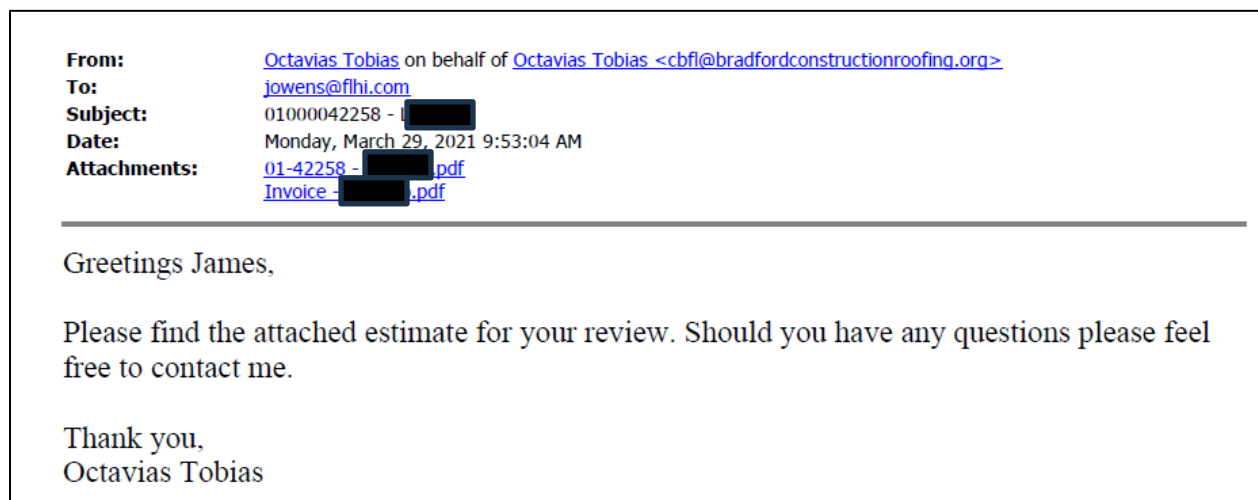 From: Octavias Tobias on behalf of Octavias Tobias <cbfl@bradfordconstructionroofing.org>
To: jowens@flhi.com
Subject: 01000042258 -
Date: Monday, March 29, 2021 9:53:04 AM
Attachments: 01-42258 - .pdf
Invoice - .pdf
Greetings James,
Please find the attached estimate for your review. Should you have any questions please feel
free to contact me.
Thank you,
Octavias Tobias